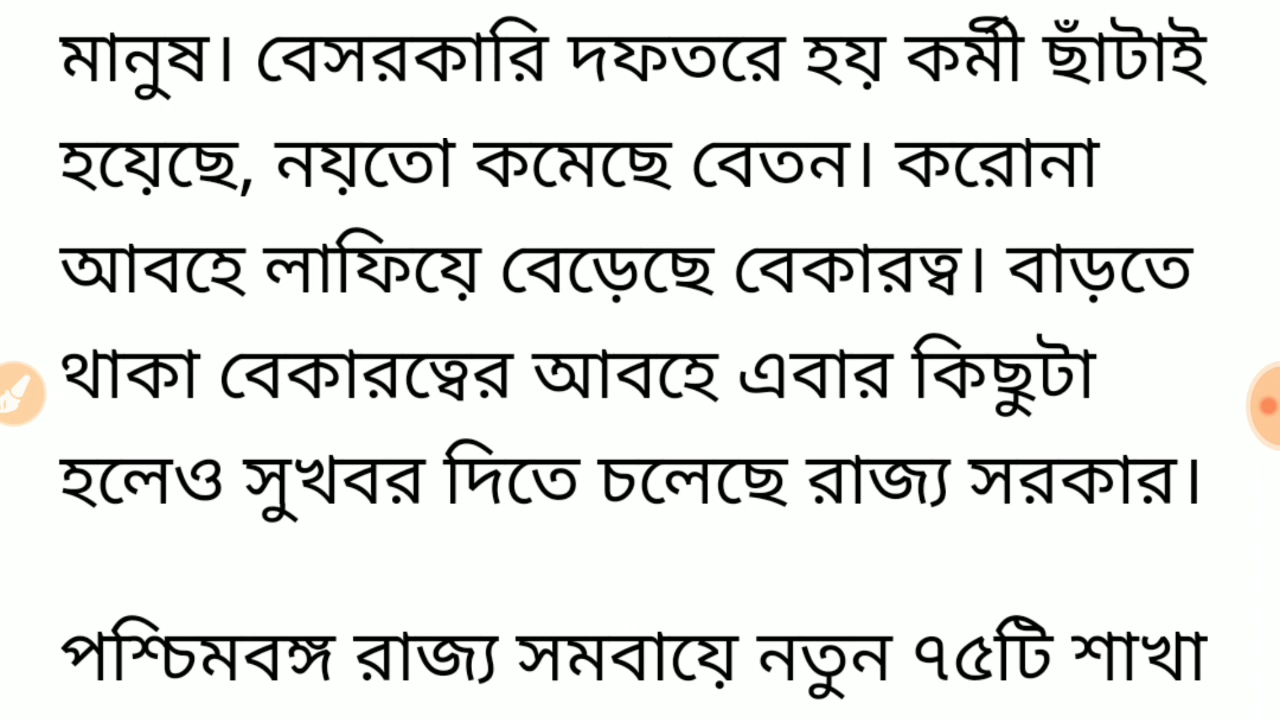 মানুষ। বেসরকারি দফতরে হয় কর্মী ছাঁটাই
হয়েছে, নয়তো কমেছে বেতন। করোনা
আবহে লাফিয়ে বেড়েছে বেকারত্ব। বাড়তে
থাকা বেকারত্বের আবহে এবার কিছুটা
হলেও সুখবর দিতে চলেছে রাজ্য সরকার।
পশ্চিমবঙ্গ রাজ্য সমবায়ে নতুন ৭৫টি শাখা